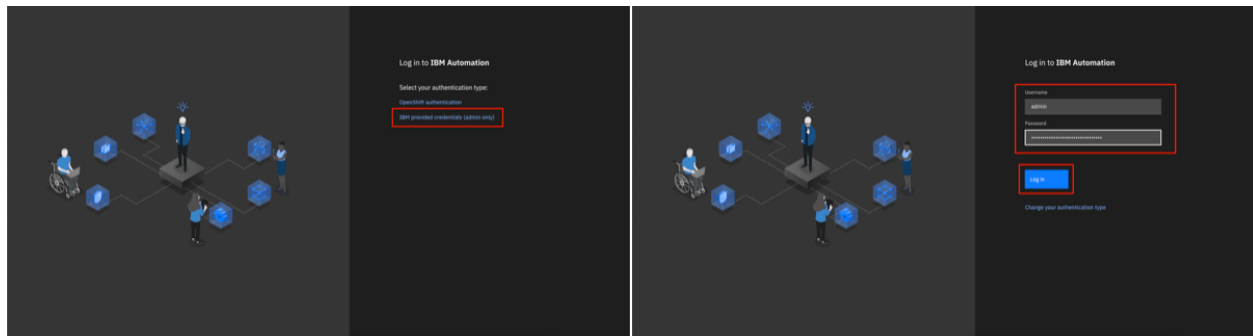 Log in to IBM Automation
Select your authentication type:
OpenShift authentication
IBM provided credentials (admin only)
Log in to IBM Automation
Username
admin
Password
Log in
Change your authentication type